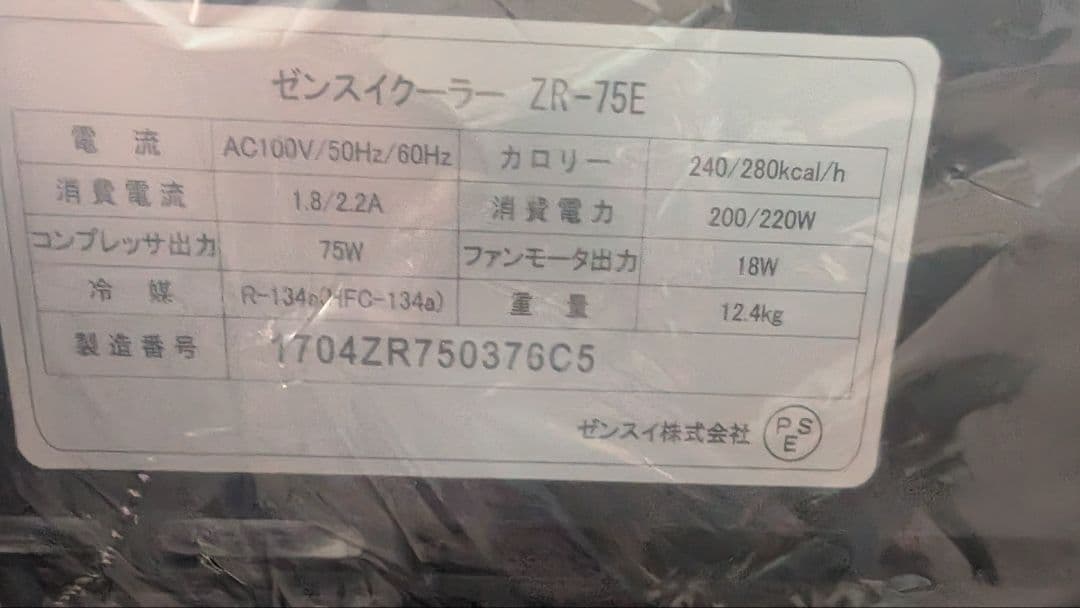 ゼンスイクーラー ZR-75E
電流 AC100V/50Hz/60Hz カロリー 240/280kcal/h
消費電流 1.8/2.2A 消費電力 200/220W
コンプレッサ出力 75W ファンモータ出力 18W
冷媒 R-134a(HFC-134a) 重量 12.4kg
製造番号 1704ZR750376C5
ゼンスイ株式会社 PSE